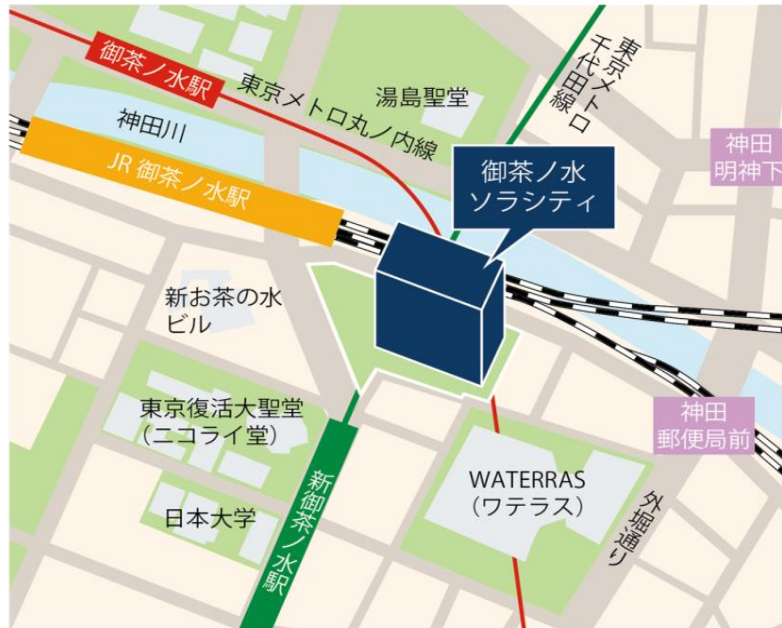 御茶ノ水駅
東京メトロ丸ノ内線
湯島聖堂
東京メトロ
千代田線
神田川
JR 御茶ノ水駅
御茶ノ水
ソラシティ
神田
明神下
新お茶の水
ビル
東京復活大聖堂
(ニコライ堂)
日本大学
新御茶ノ水駅
WATERRAS
(ワテラス)
神田
郵便局前
外堀通り